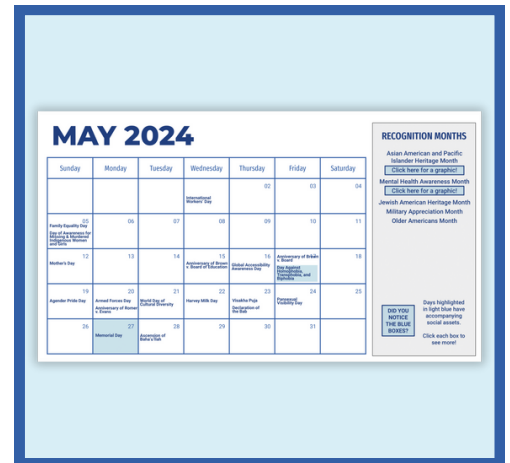 MAY 2024
Sunday Monday Tuesday Wednesday Thursday Friday Saturday
International
Workers' Day
02
03
04
05
Family Equality Day
Day of Awareness for
Missing & Murdered
Indigenous Women
and Girls
06
07
08
09
10
11
12
Mother's Day
13
14
15
Anniversary of Brown
v. Board of Education
16
Global Accessibility
Awareness Day
Anniversary of
v. Board
Day Against
Homophobia,
Transphobia, and
Biphobia
18
19
Agender Pride Day
20
Armed Forces Day
Anniversary of Romer
v. Evans
21
World Day of
Cultural Diversity
22
Harvey Milk Day
23
Visakha Puja
Declaration of
the Bab
24
Pansexual
Visibility Day
25
26
27
Memorial Day
28
Ascension of
Baha'u'llah
29
30
31
RECOGNITION MONTHS
Asian American and Pacific
Islander Heritage Month
Click here for a graphic!
Mental Health Awareness Month
Click here for a graphic!
Jewish American Heritage Month
Military Appreciation Month
Older Americans Month
DID YOU
NOTICE
THE BLUE
BOXES?
Days highlighted
in light blue have
accompanying
social assets.
Click each box to
see more!